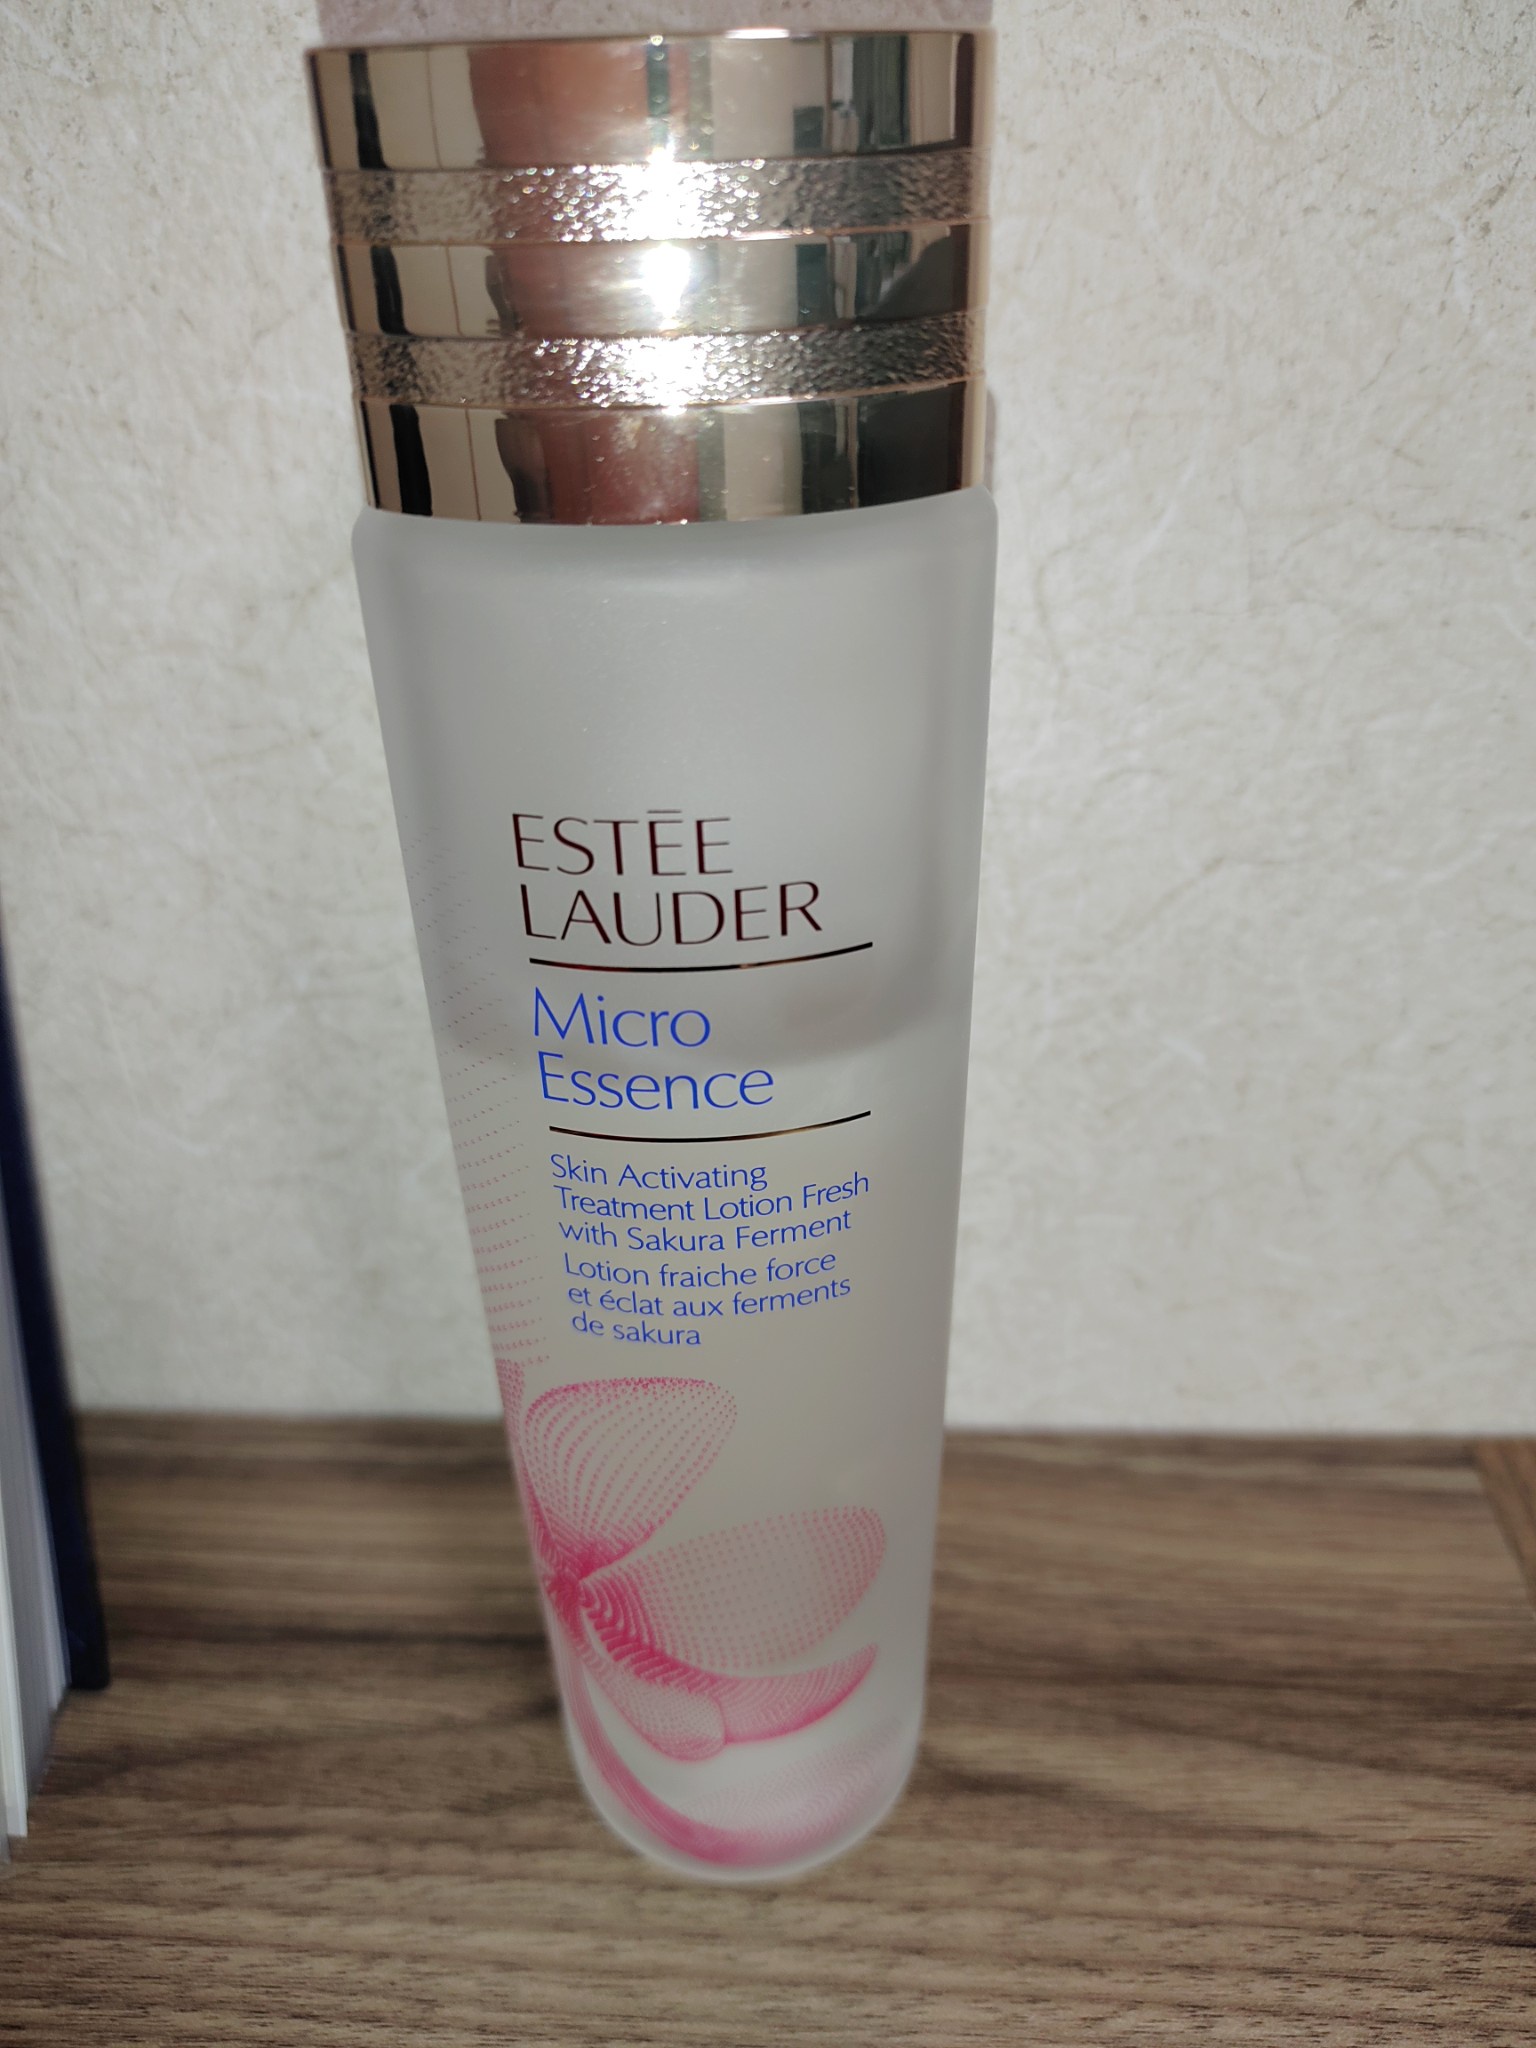 ESTĒE
LAUDER
Micro
Essence
Skin Activating
Treatment Lotion Fresh
with Sakura Ferment
Lotion fraiche force
et éclat aux ferments
de sakura